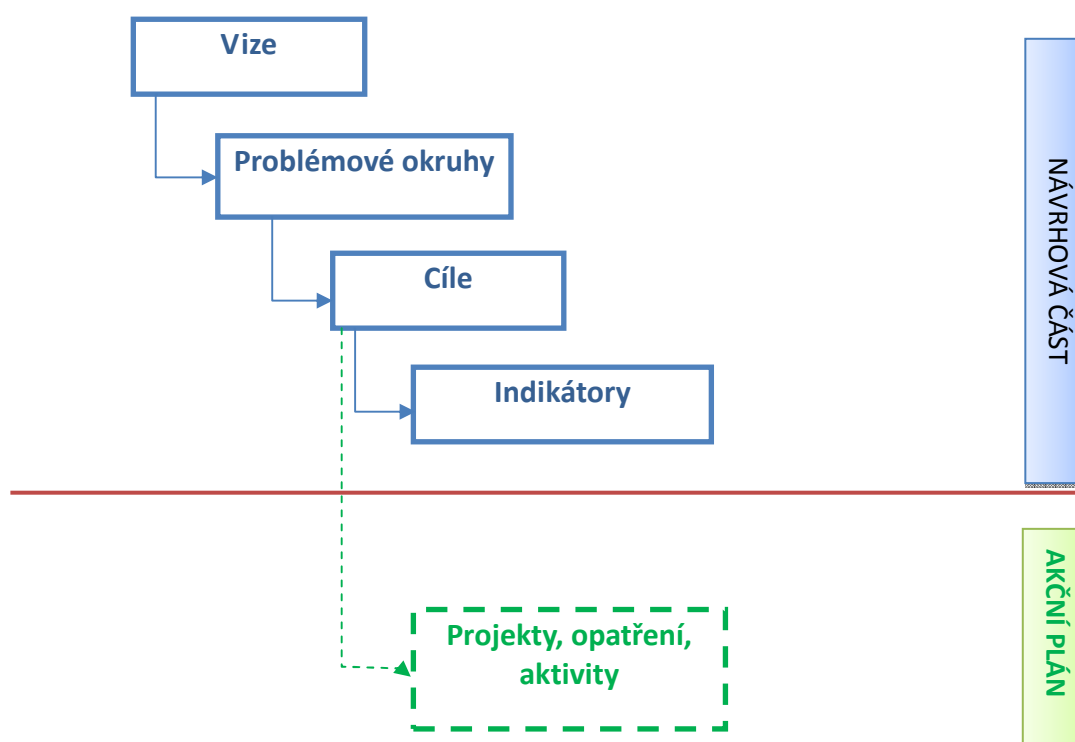 Vize
Problémové okruhy
Cíle
Indikátory
NÁVRHOVÁ ČÁST
Projekty, opatření,
aktivity
AKČNÍ PLÁN